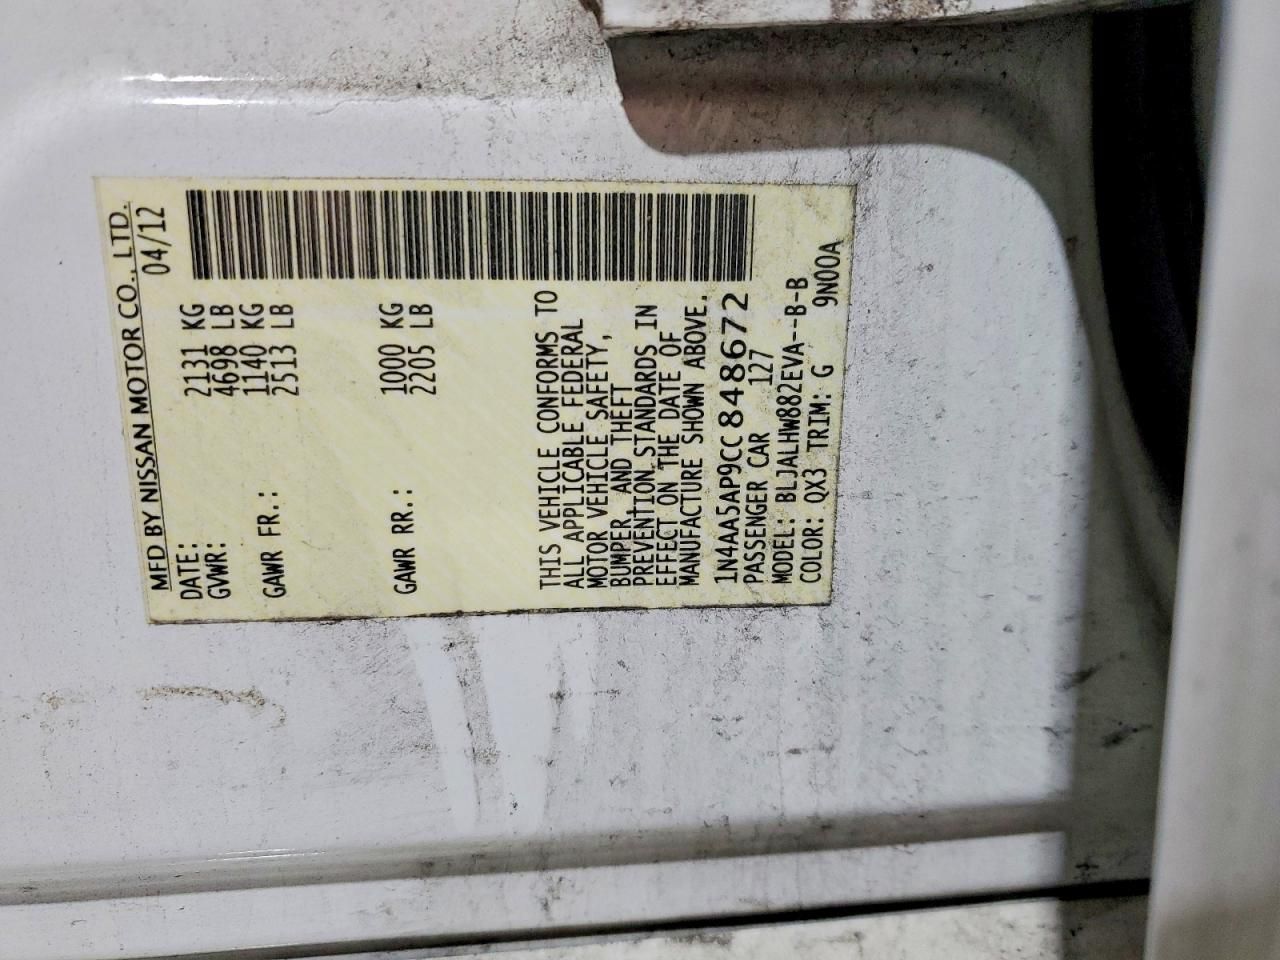 MFD BY NISSAN MOTOR CO., LTD.
DATE: 04/12
GVWR: 2131 KG
4698 LB
GAWR FR.: 1140 KG
2513 LB
GAWR RR.: 1000 KG
2205 LB
THIS VEHICLE CONFORMS TO
ALL APPLICABLE FEDERAL
MOTOR VEHICLE SAFETY,
BUMPER, AND THEFT
PREVENTION STANDARDS IN
EFFECT ON THE DATE OF
MANUFACTURE SHOWN ABOVE.
1N4AA5AP9CC848672
PASSENGER CAR 127
MODEL: BLJALHW882EVA--B-B
COLOR: QX3 TRIM: G 9N00A